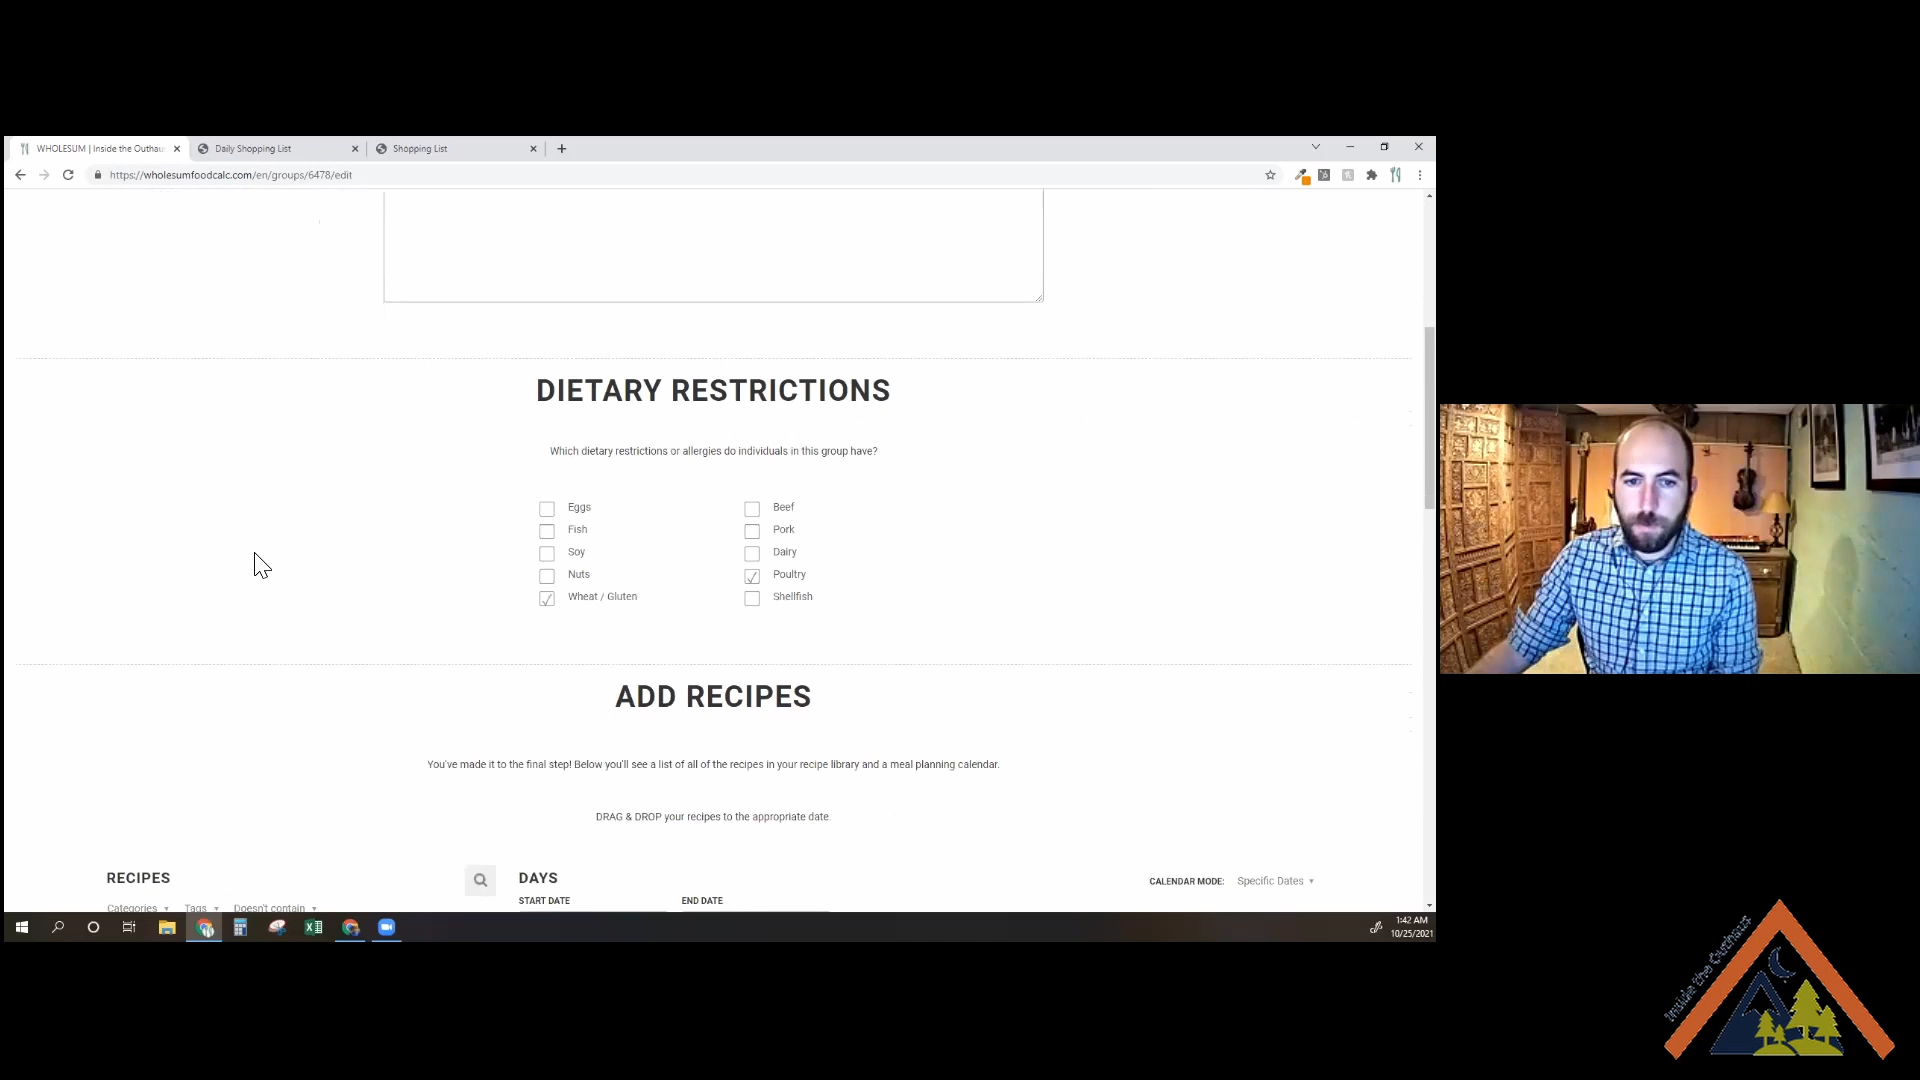 WHOLESUM | Inside the Outhau
Daily Shopping List
Shopping List
https://wholesumfoodcalc.com/en/groups/6478/edit
DIETARY RESTRICTIONS
Which dietary restrictions or allergies do individuals in this group have?
Eggs
Beef
Fish
Pork
Soy
Dairy
Nuts
Poultry
Wheat / Gluten
Shellfish
ADD RECIPES
You've made it to the final step! Below you'll see a list of all of the recipes in your recipe library and a meal planning calendar.
DRAG & DROP your recipes to the appropriate date.
RECIPES
DAYS
CALENDAR MODE: Specific Dates
START DATE
END DATE
Categories
Tags
Doesn't contain
1:42 AM
10/25/2021
Inside the Outhaus